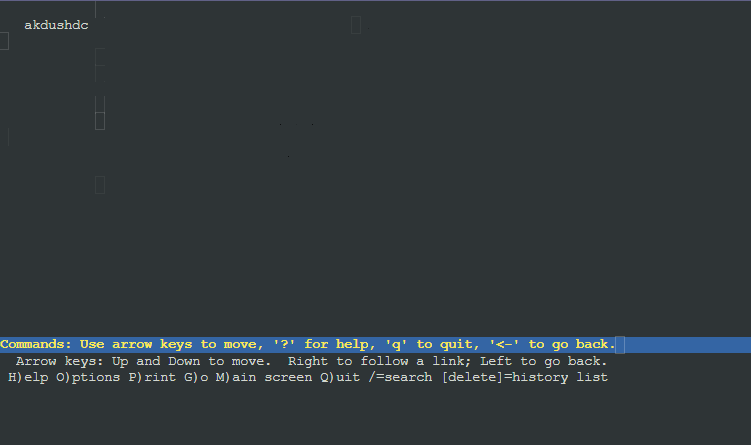 akdushdc
Commands: Use arrow keys to move, '?' for help, 'q' to quit, '<-' to go back.
Arrow keys: Up and Down to move. Right to follow a link; Left to go back.
H)elp O)ptions P)rint G)o M)ain screen Q)uit /=search [delete]=history list